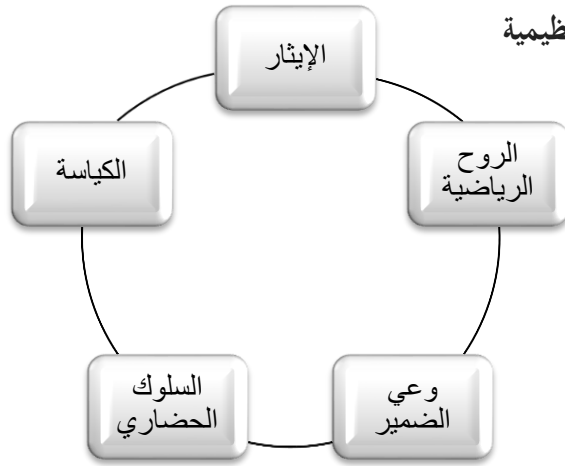 ظيمية
الإيثار
الروح
الرياضية
وعي
الضمير
السلوك
الحضاري
الكياسة